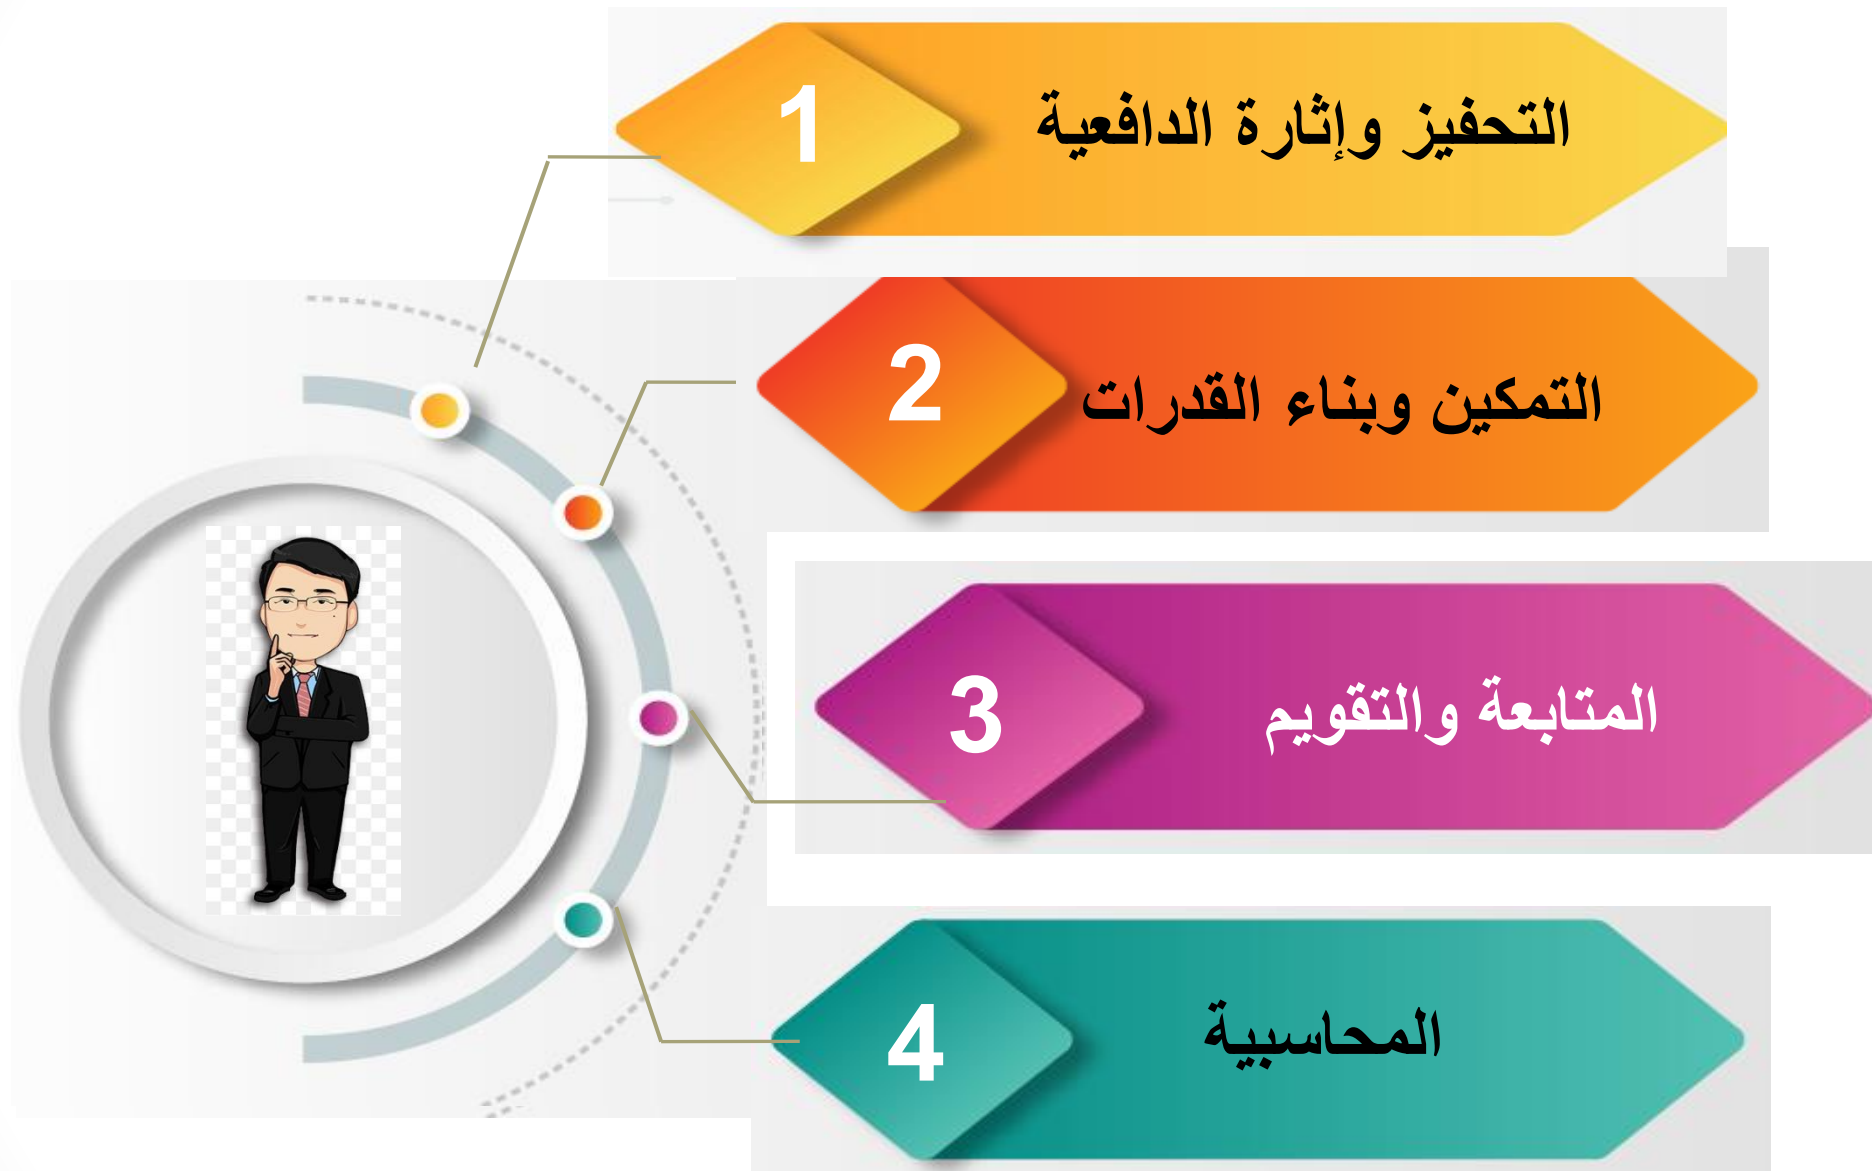 1 التحفيز وإثارة الدافعية
2 التمكين وبناء القدرات
3 المتابعة والتقويم
4 المحاسبية